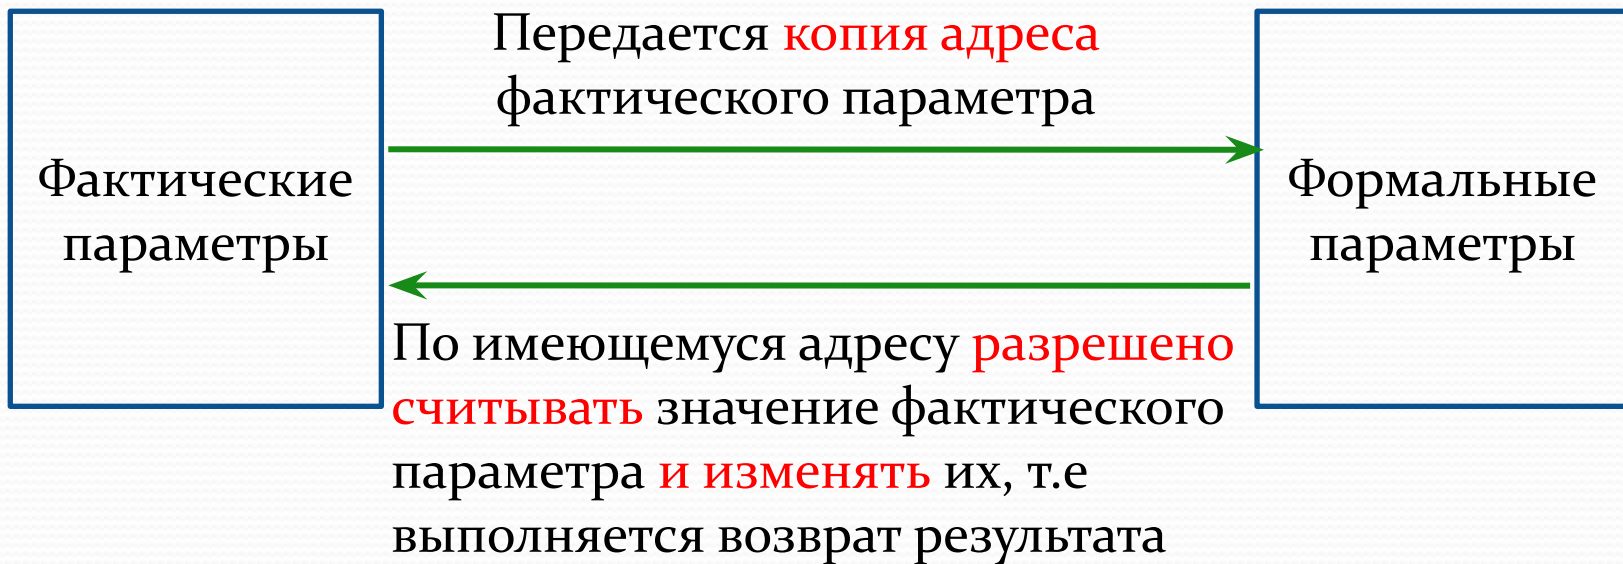 Передается копия адреса
фактического параметра
Фактические
параметры
Формальные
параметры
По имеющемуся адресу разрешено
считывать значение фактического
параметра и изменять их, т.е
выполняется возврат результата